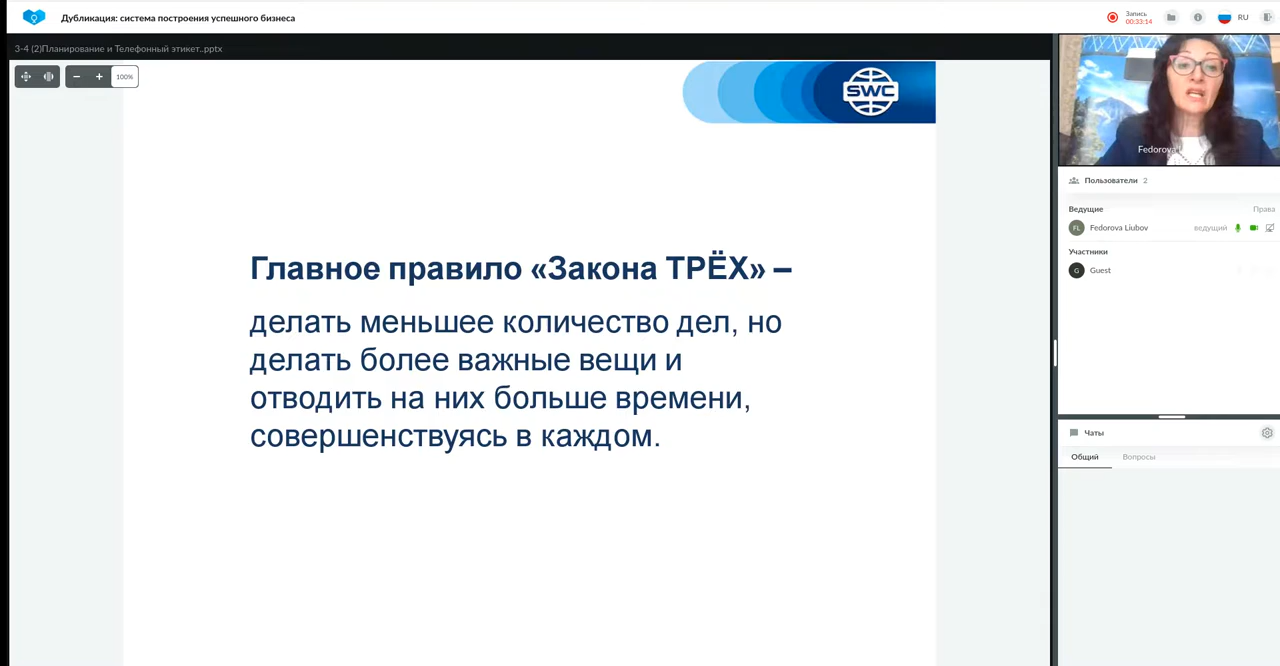 Дубликация: система построения успешного бизнеса
Запись
00:33:14
RU
3-4 (2)Планирование и Телефонный этикет..pptx
100%
SWC
Главное правило «Закона ТРЁХ» –
делать меньшее количество дел, но
делать более важные вещи и
отводить на них больше времени,
совершенствуясь в каждом.
Fedorova
Пользователи 2
Ведущие Права
FL Fedorova Liubov ведущий
Участники
G Guest
Чаты
Общий Вопросы